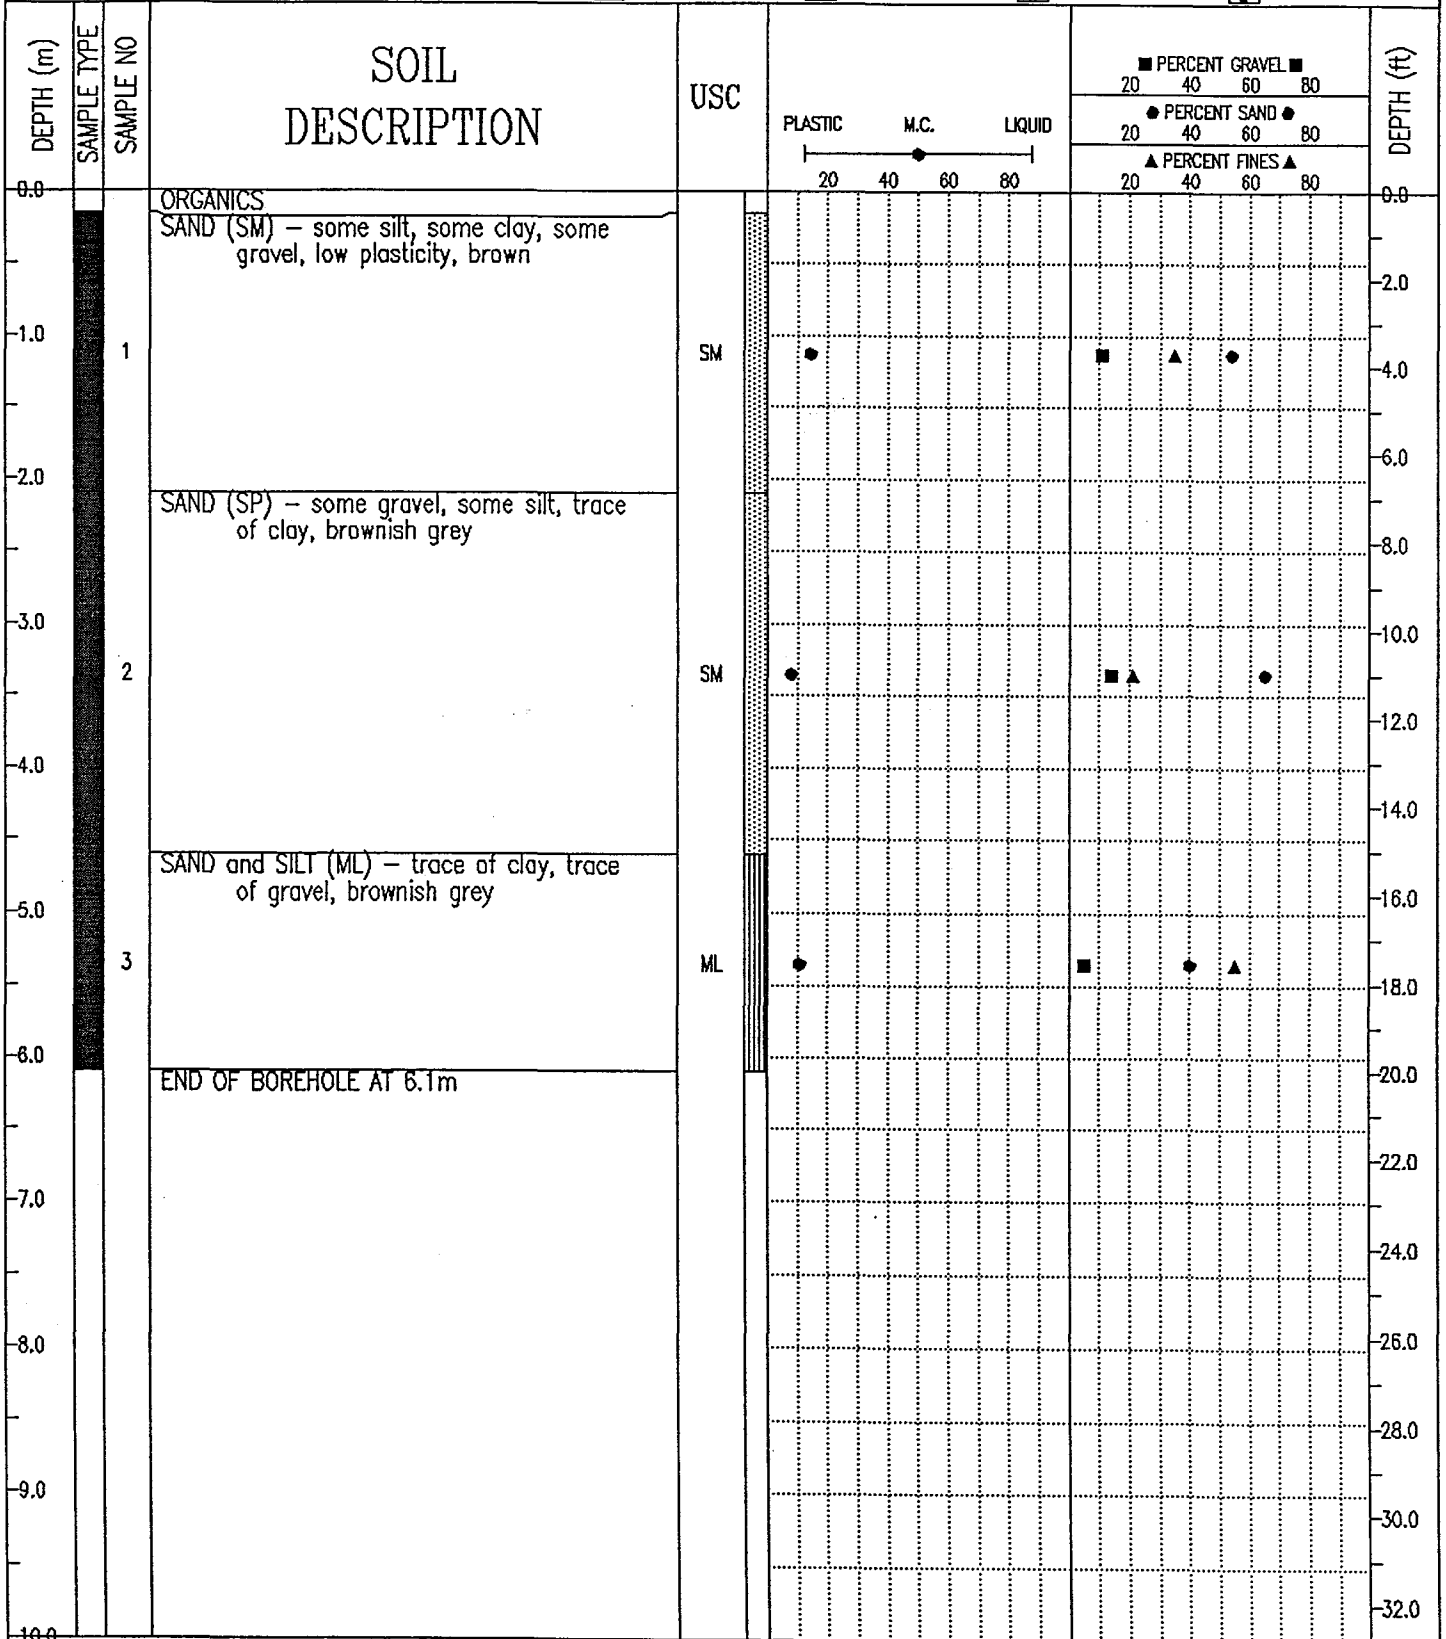 DEPTH (m)
SAMPLE TYPE
SAMPLE NO
SOIL
DESCRIPTION
USC
PLASTIC M.C. LIQUID
20 40 60 80
■ PERCENT GRAVEL ■
20 40 60 80
● PERCENT SAND ●
20 40 60 80
▲ PERCENT FINES ▲
20 40 60 80
DEPTH (ft)
0.0
ORGANICS
0.0
SAND (SM) – some silt, some clay, some
gravel, low plasticity, brown
2.0
1.0
1
SM
4.0
6.0
2.0
SAND (SP) – some gravel, some silt, trace
of clay, brownish grey
8.0
3.0
10.0
2
SM
12.0
4.0
14.0
SAND and SILT (ML) – trace of clay, trace
of gravel, brownish grey
16.0
5.0
3
ML
18.0
6.0
20.0
END OF BOREHOLE AT 6.1m
22.0
7.0
24.0
8.0
26.0
28.0
9.0
30.0
32.0
10.0